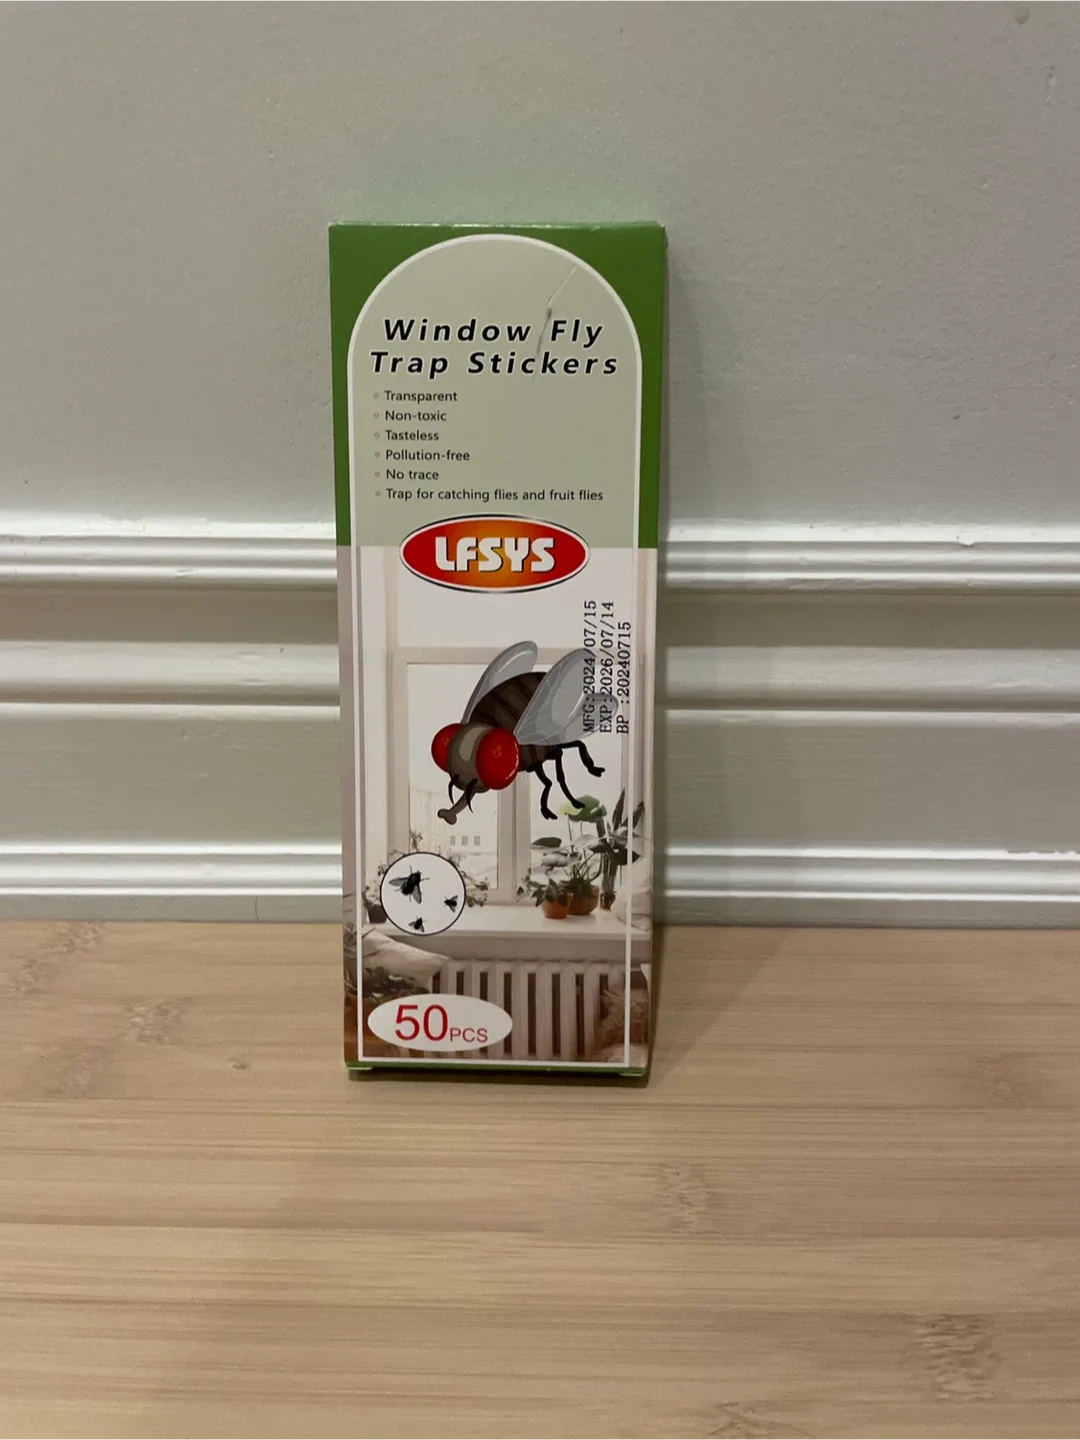 Window Fly
Trap Stickers
Transparent
Non-toxic
Tasteless
Pollution-free
No trace
Trap for catching flies and fruit flies
LFSYS
MFG:2024/07/15
EXP:2026/07/14
BP :20240715
50PCS